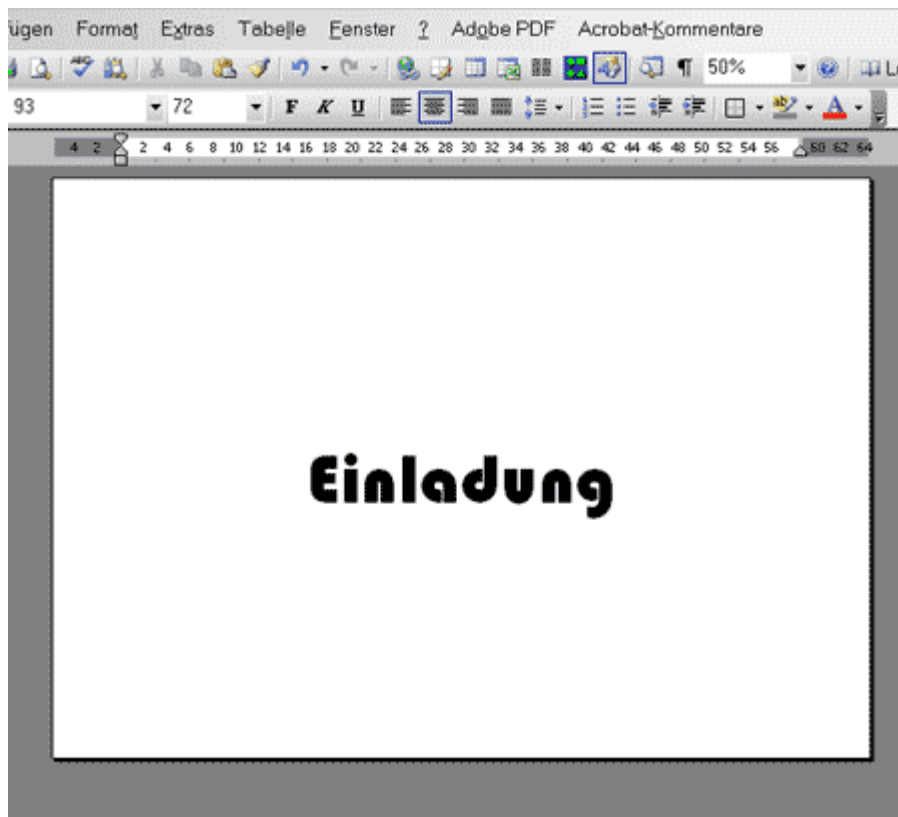 ügen Format Extras Tabelle Fenster ? Adobe PDF Acrobat-Kommentare
50%
93 72 F K U
4 2 2 4 6 8 10 12 14 16 18 20 22 24 26 28 30 32 34 36 38 40 42 44 46 48 50 52 54 56 60 62 64
Einladung